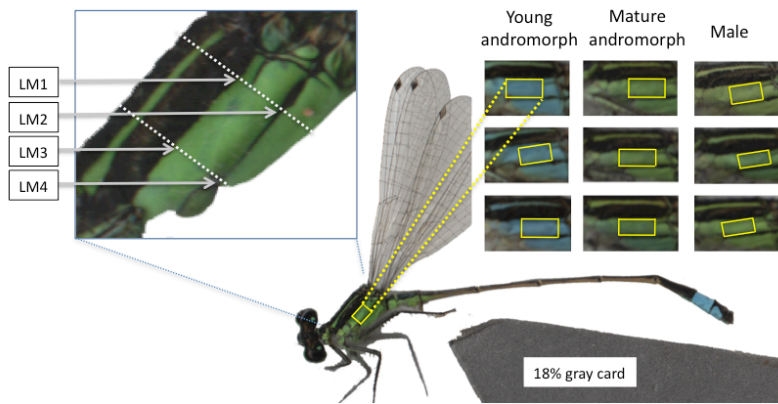 Young
andromorph
Mature
andromorph
Male
LM1
LM2
LM3
LM4
18% gray card